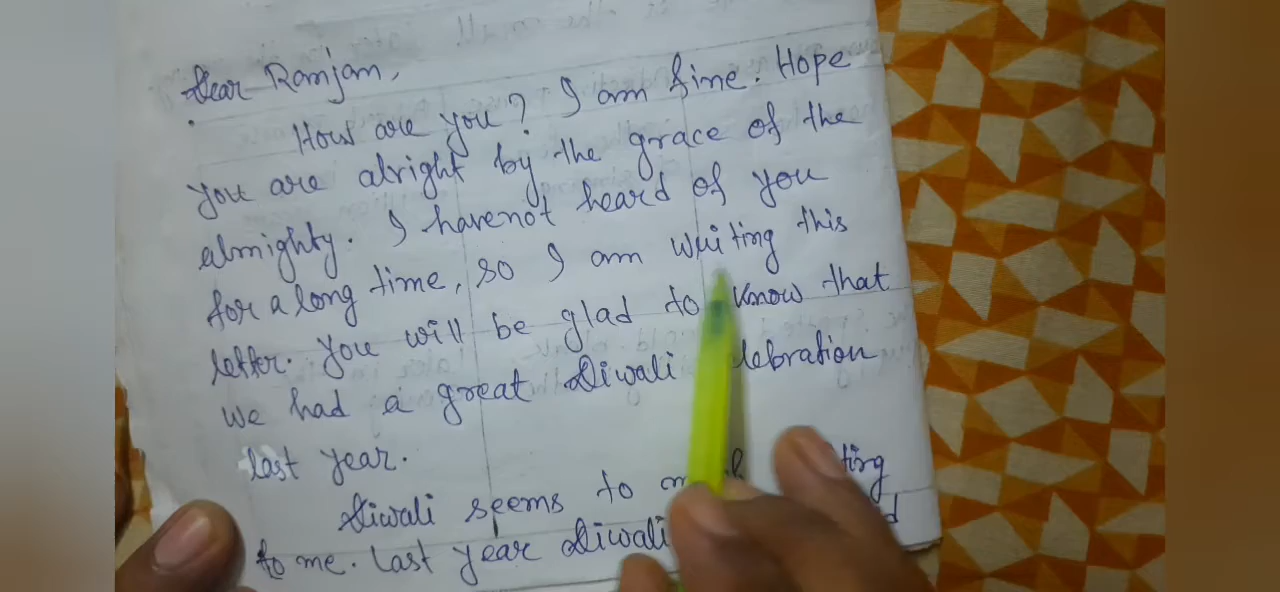 Dear Ramjam,
How are you? I am fine. Hope
you are alright by the grace of the
almighty. I havenot heard of you
for a long time, so I am writing this
letter. You will be glad to know that
we had a great Diwali
last year.
Diwali seems to
to me. Last year Diwali